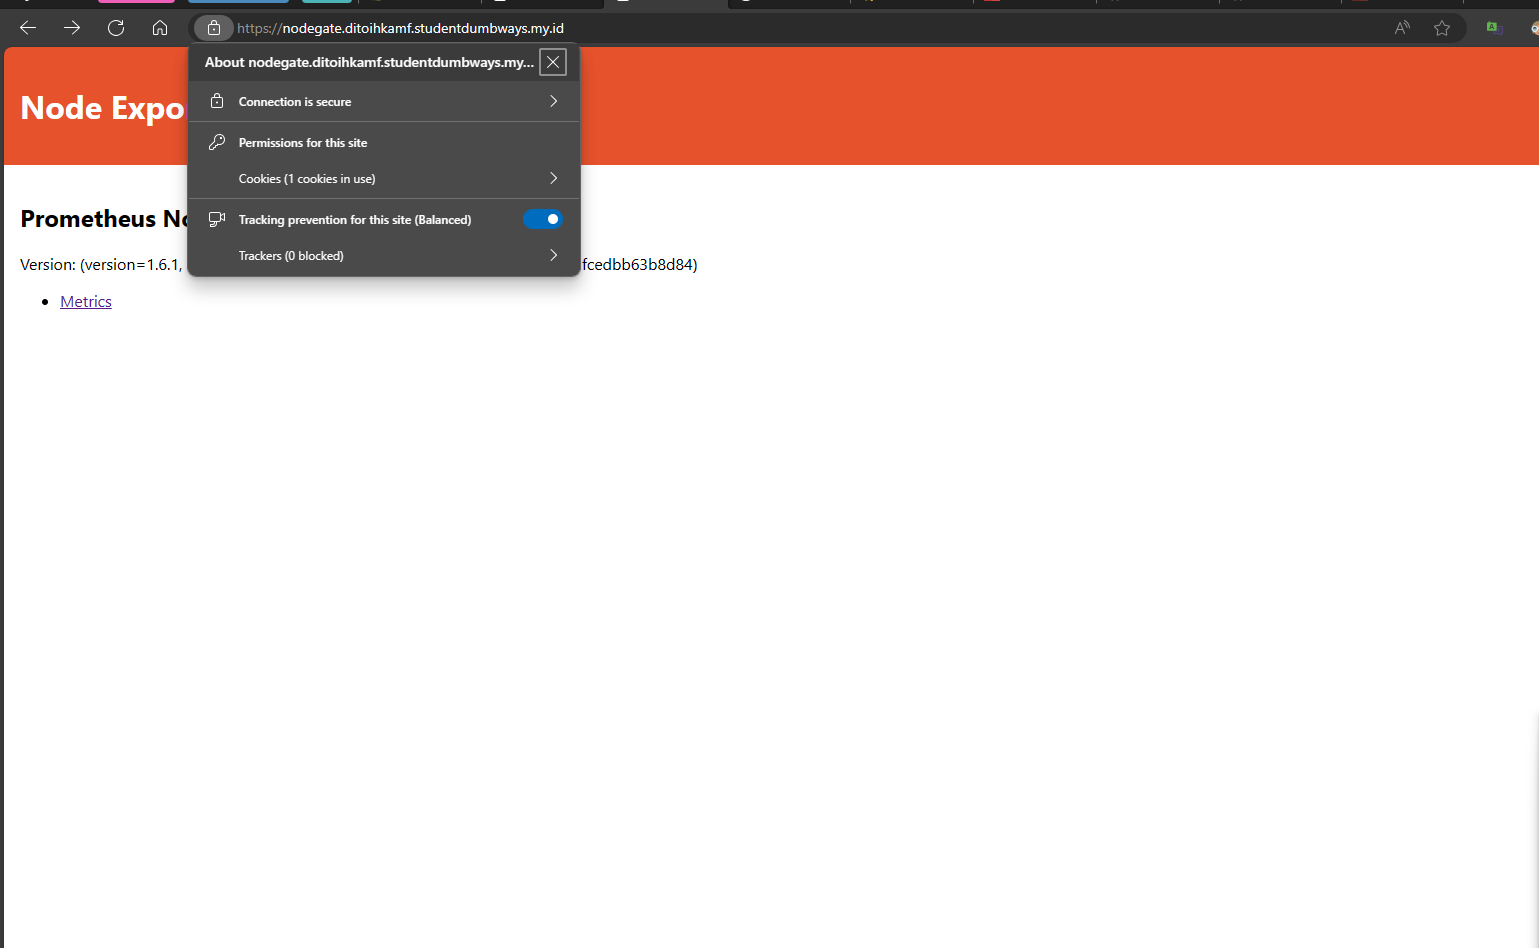 https://nodegate.ditoihkamf.studentdumbways.my.id
About nodegate.ditoihkamf.studentdumbways.my...
Connection is secure
Permissions for this site
Cookies (1 cookies in use)
Tracking prevention for this site (Balanced)
Trackers (0 blocked)
Node Expo
Prometheus No
Version: (version=1.6.1, fcedbb63b8d84)
Metrics